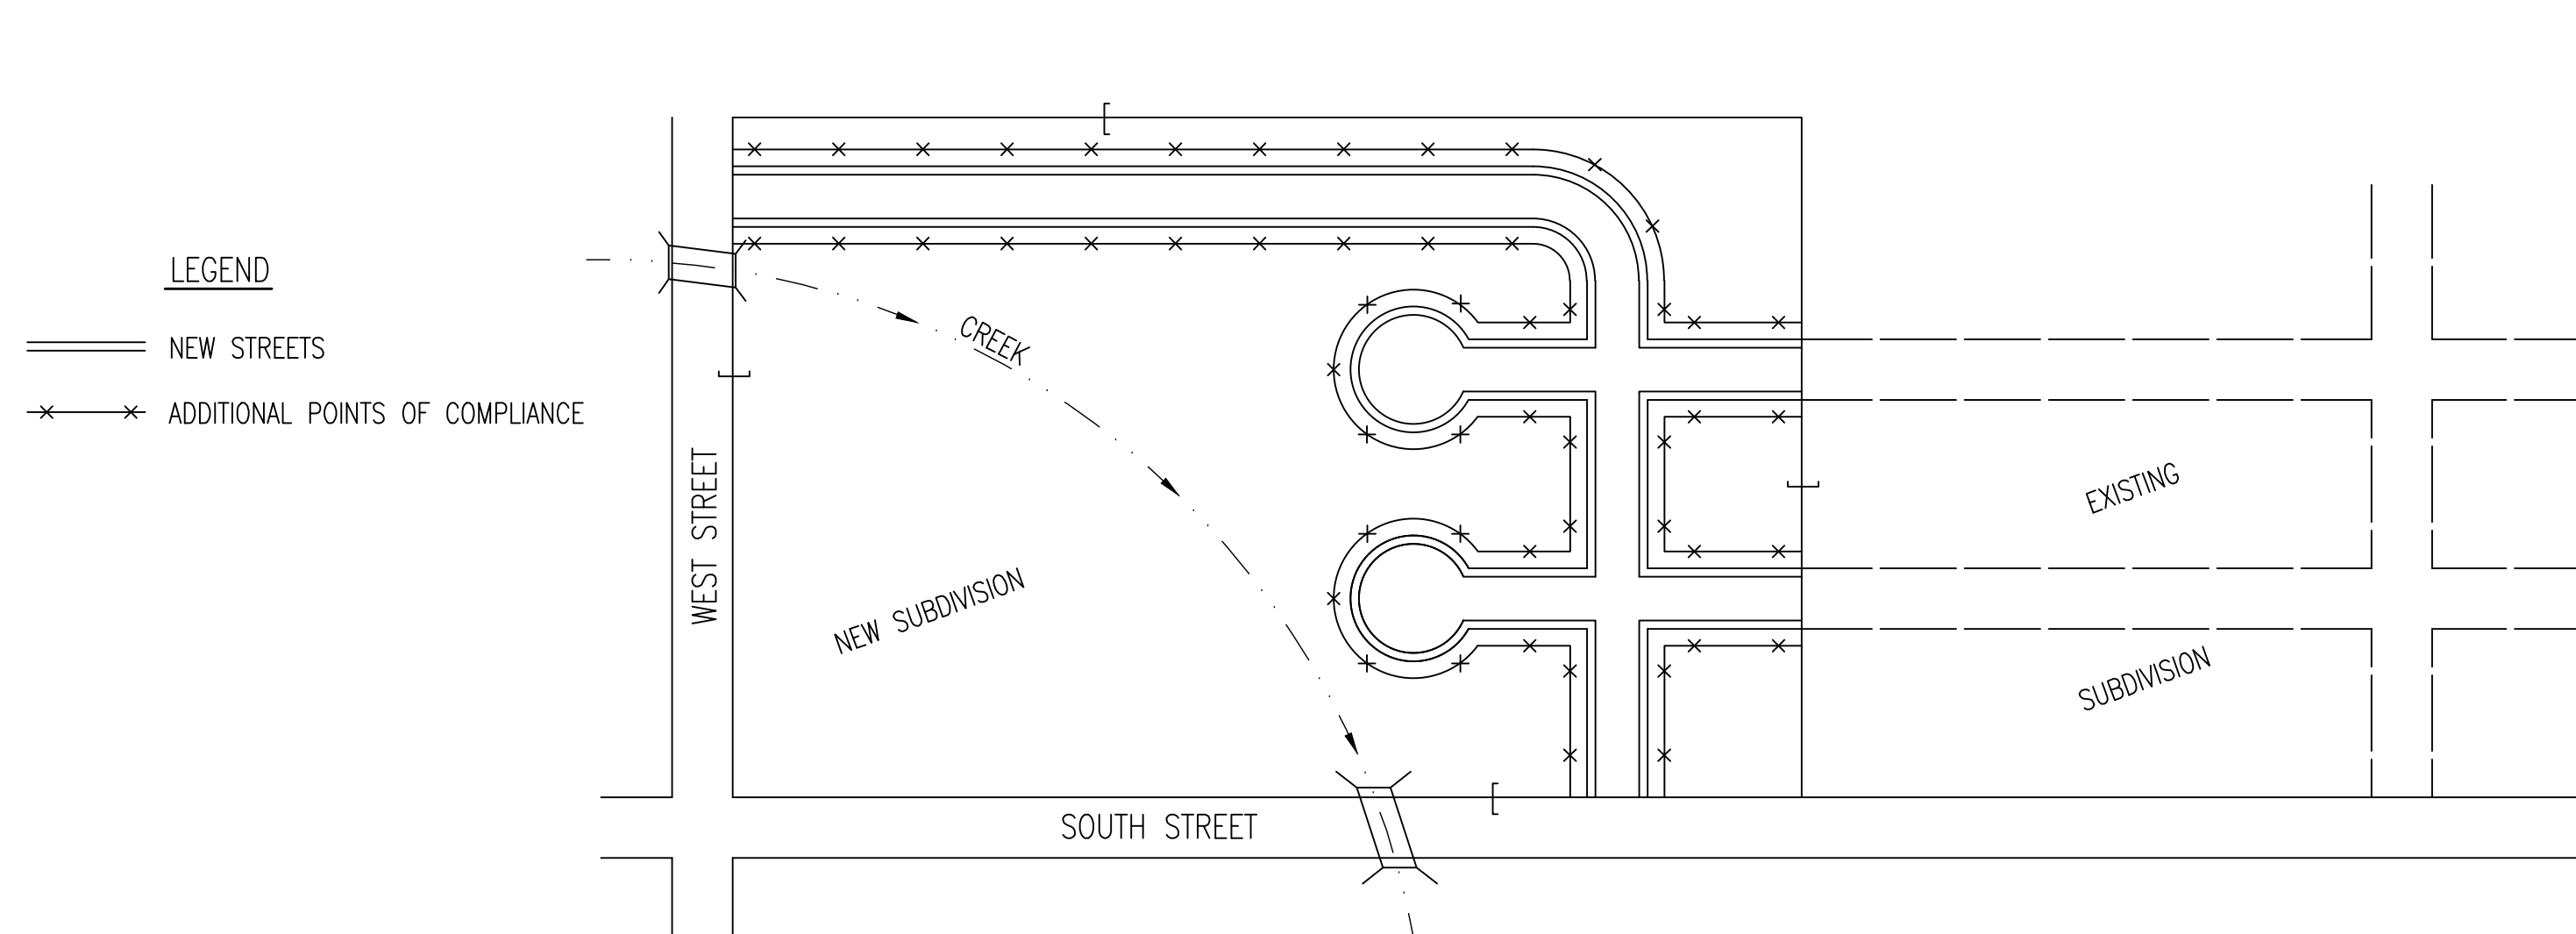 LEGEND
NEW STREETS
ADDITIONAL POINTS OF COMPLIANCE
WEST STREET
CREEK
NEW SUBDIVISION
SOUTH STREET
EXISTING
SUBDIVISION